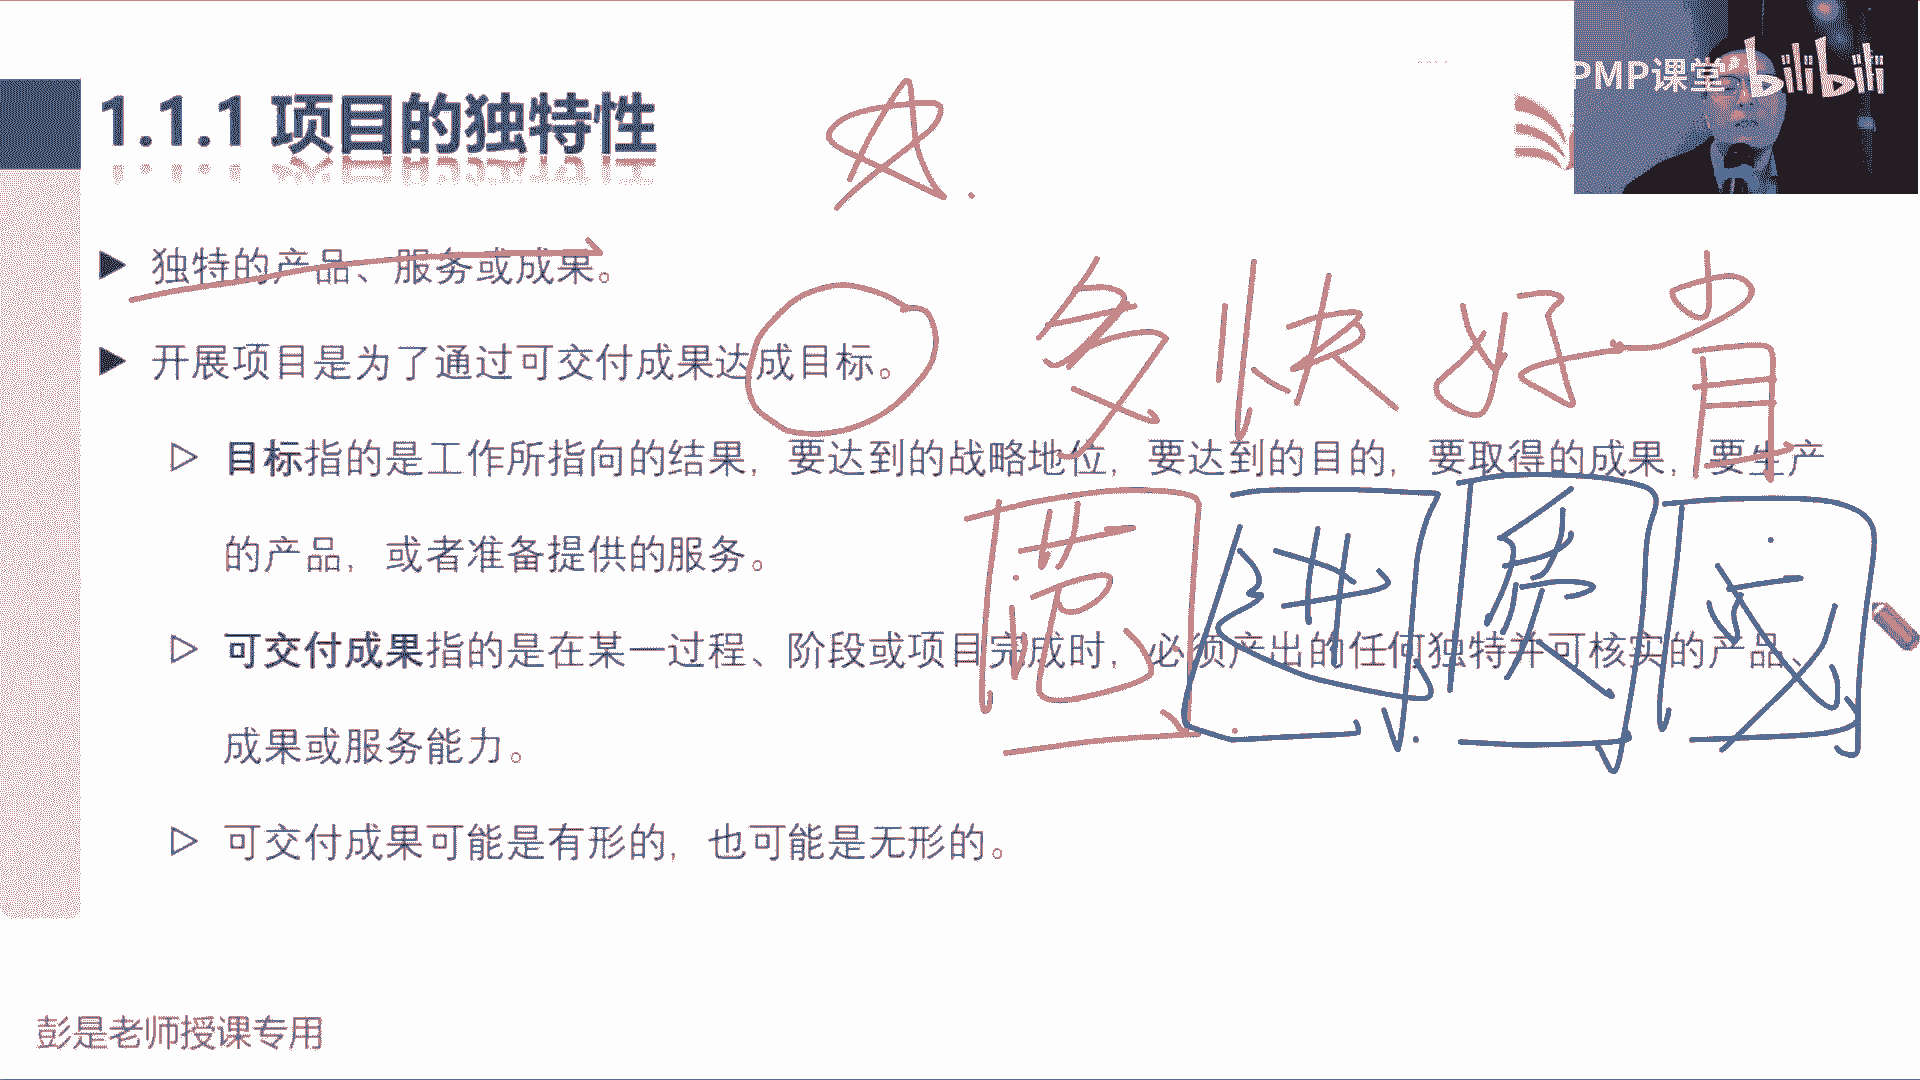 PMP课堂 bilibili
1.1.1 项目的独特性
独特的产品、服务或成果。
多快好省
开展项目是为了通过可交付成果达成目标。
目标指的是工作所指向的结果，要达到的战略地位，要达到的目的，要取得的成果，要生产
的产品，或者准备提供的服务。
范 进 质 成
可交付成果指的是在某一过程、阶段或项目完成时，必须产出的任何独特并可核实的产品、
成果或服务能力。
可交付成果可能是有形的，也可能是无形的。
彭是老师授课专用